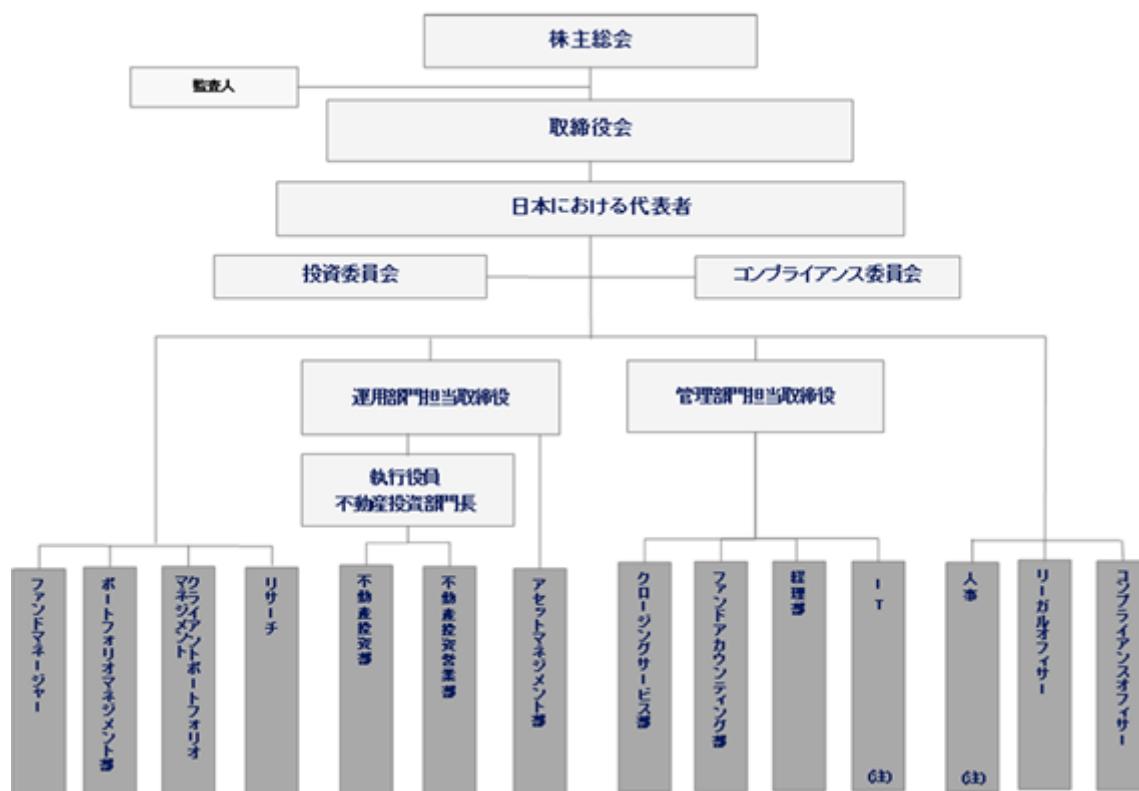 株主総会
監査人
取締役会
日本における代表者
投資委員会
コンプライアンス委員会
運用部門担当取締役
管理部門担当取締役
執行役員
不動産投資部門長
ファンドマネージャー
ポートフォリオマネジメント部
クライアントポートフォリオ
マネジメント
リサーチ
不動産投資部
不動産投資営業部
アセットマネジメント部
クロージングサービス部
ファンドアカウンティング部
経理部
IT (注)
人事 (注)
リーガルオフィサー
コンプライアンスオフィサー